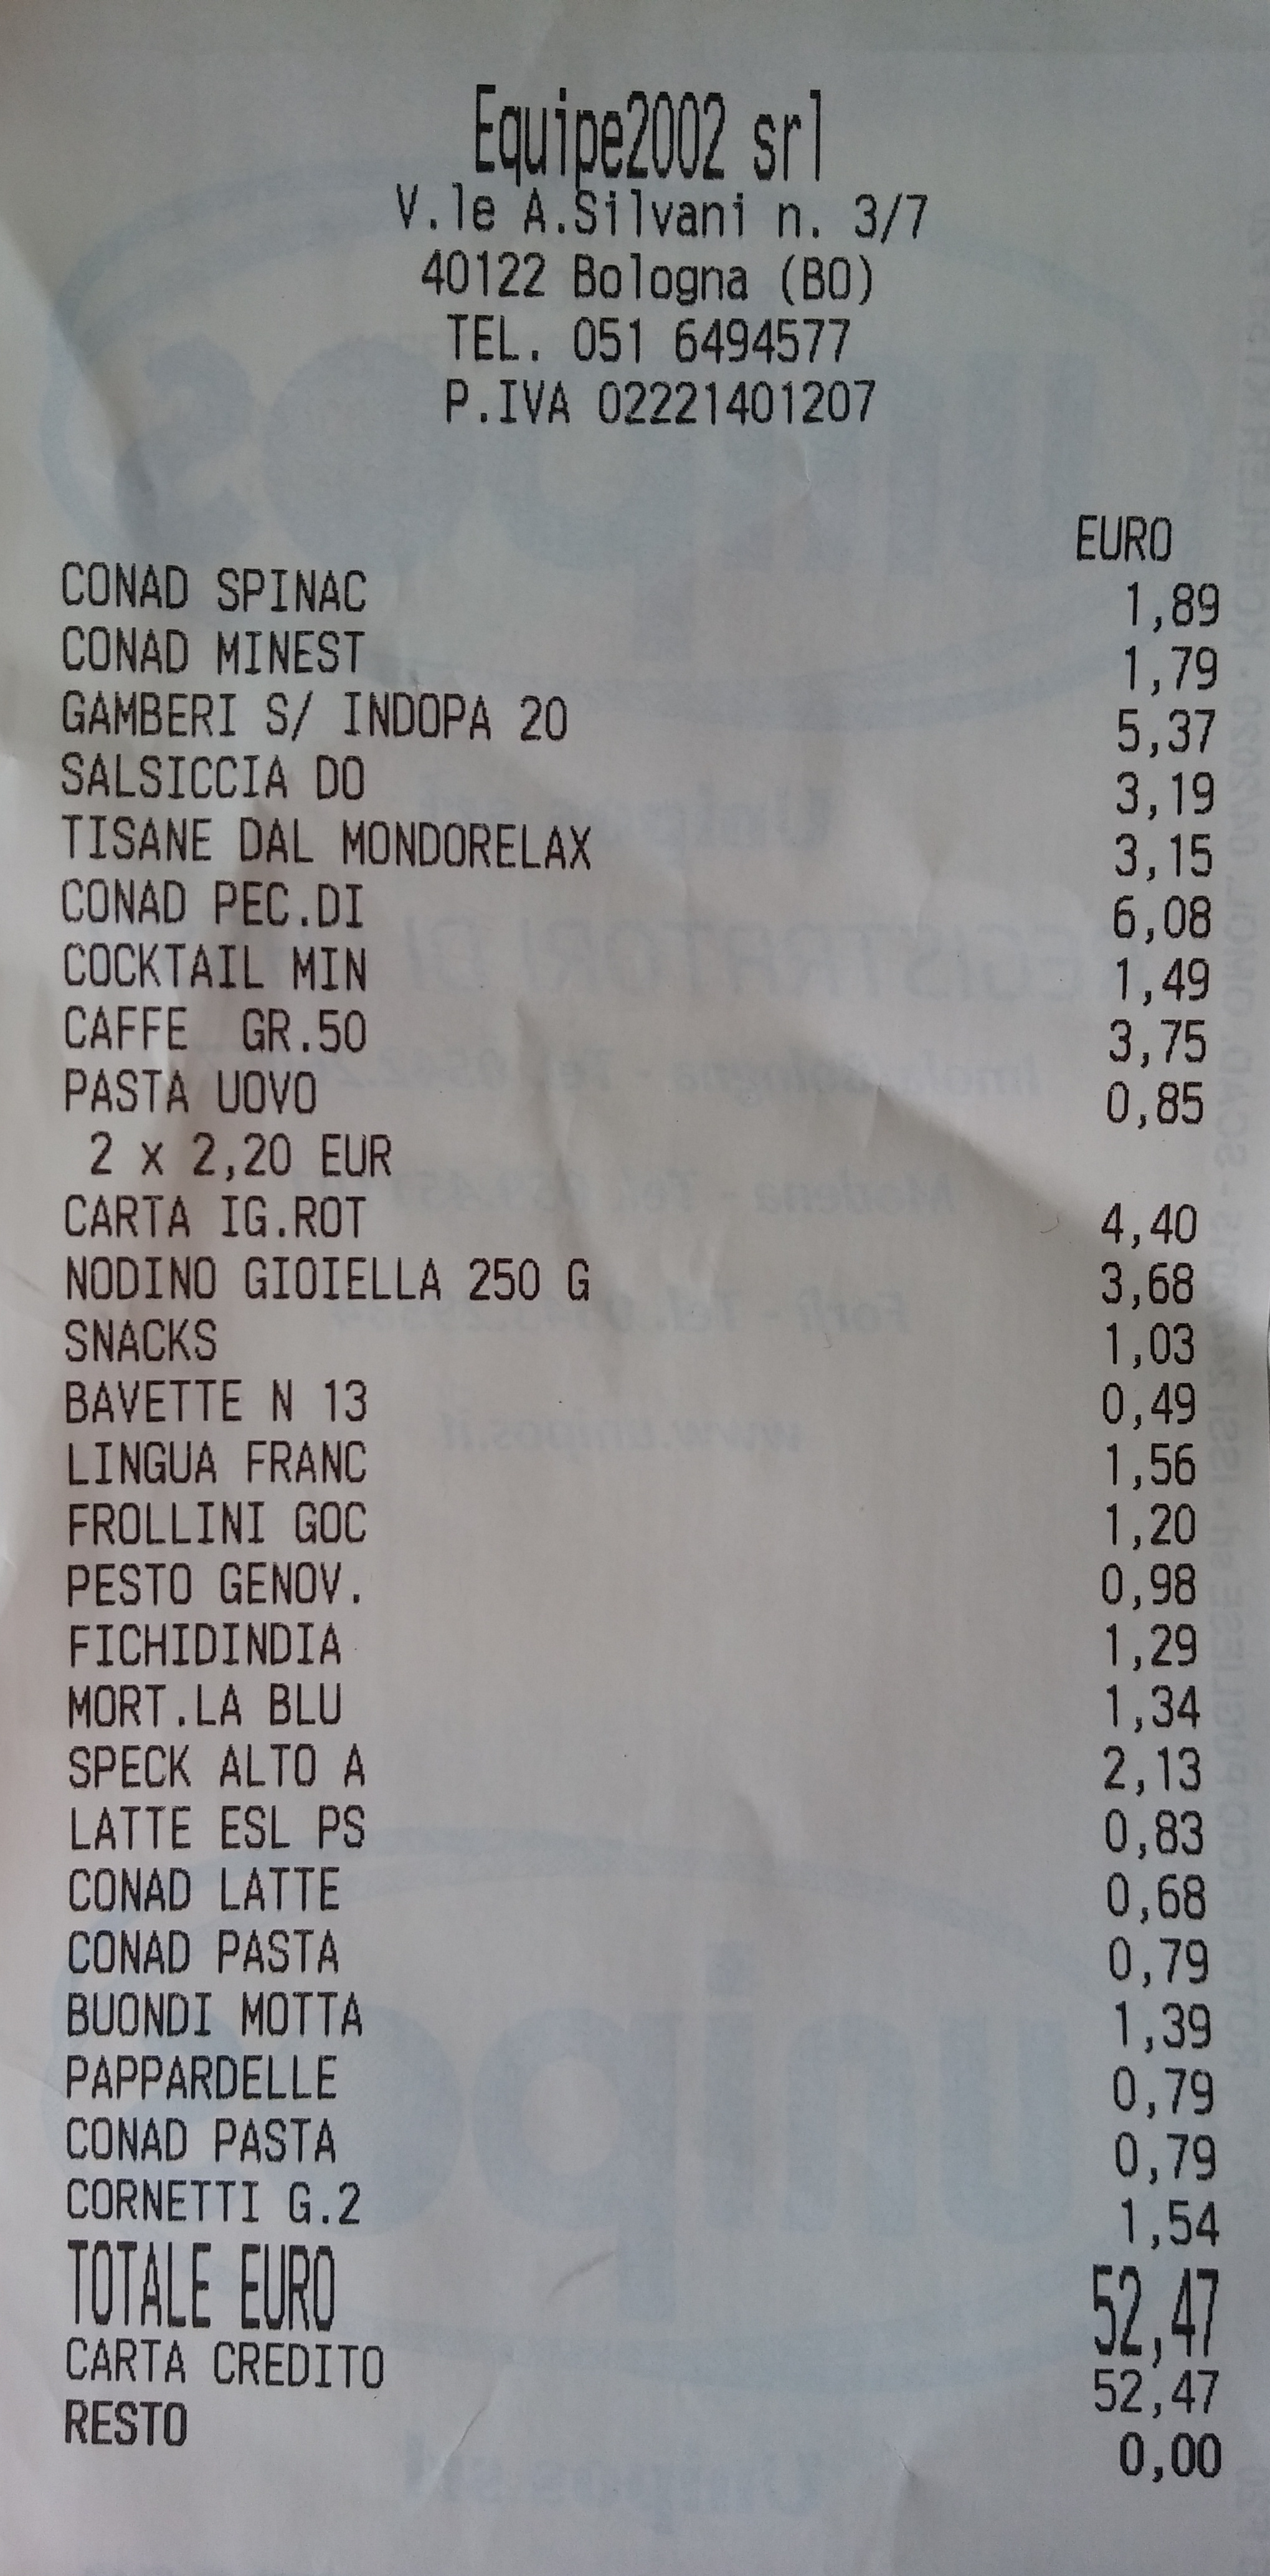 Equipe2002 srl
V.le A.Silvani n. 3/7
40122 Bologna (BO)
TEL. 051 6494577
P.IVA 02221401207
EURO
CONAD SPINAC 1,89
CONAD MINEST 1,79
GAMBERI S/ INDOPA 20 5,37
SALSICCIA DO 3,19
TISANE DAL MONDORELAX 3,15
CONAD PEC.DI 6,08
COCKTAIL MIN 1,49
CAFFE GR.50 3,75
PASTA UOVO 0,85
2 x 2,20 EUR
CARTA IG.ROT 4,40
NODINO GIOIELLA 250 G 3,68
SNACKS 1,03
BAVETTE N 13 0,49
LINGUA FRANC 1,56
FROLLINI GOC 1,20
PESTO GENOV. 0,98
FICHIDINDIA 1,29
MORT.LA BLU 1,34
SPECK ALTO A 2,13
LATTE ESL PS 0,83
CONAD LATTE 0,68
CONAD PASTA 0,79
BUONDI MOTTA 1,39
PAPPARDELLE 0,79
CONAD PASTA 0,79
CORNETTI G.2 1,54
TOTALE EURO 52,47
CARTA CREDITO 52,47
RESTO 0,00